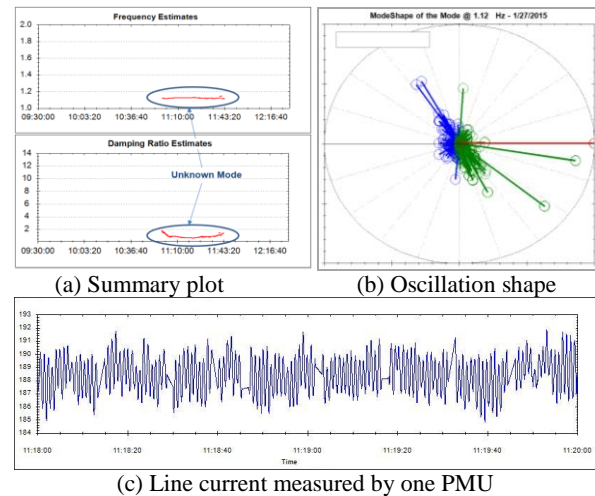 Frequency Estimates
2.0
1.8
1.6
1.4
1.2
1.0
09:30:00 10:03:20 10:36:40 11:10:00 11:43:20 12:16:40
Damping Ratio Estimates
14
12
10
8
6
4
2
Unknown Mode
09:30:00 10:03:20 10:36:40 11:10:00 11:43:20 12:16:40
ModeShape of the Mode @ 1.12 Hz - 1/27/2015
(a) Summary plot
(b) Oscillation shape
193
192
191
190
189
188
187
186
185
184
11:18:00 11:18:20 11:18:40 11:19:00 11:19:20 11:19:40 11:20:00
Time
(c) Line current measured by one PMU